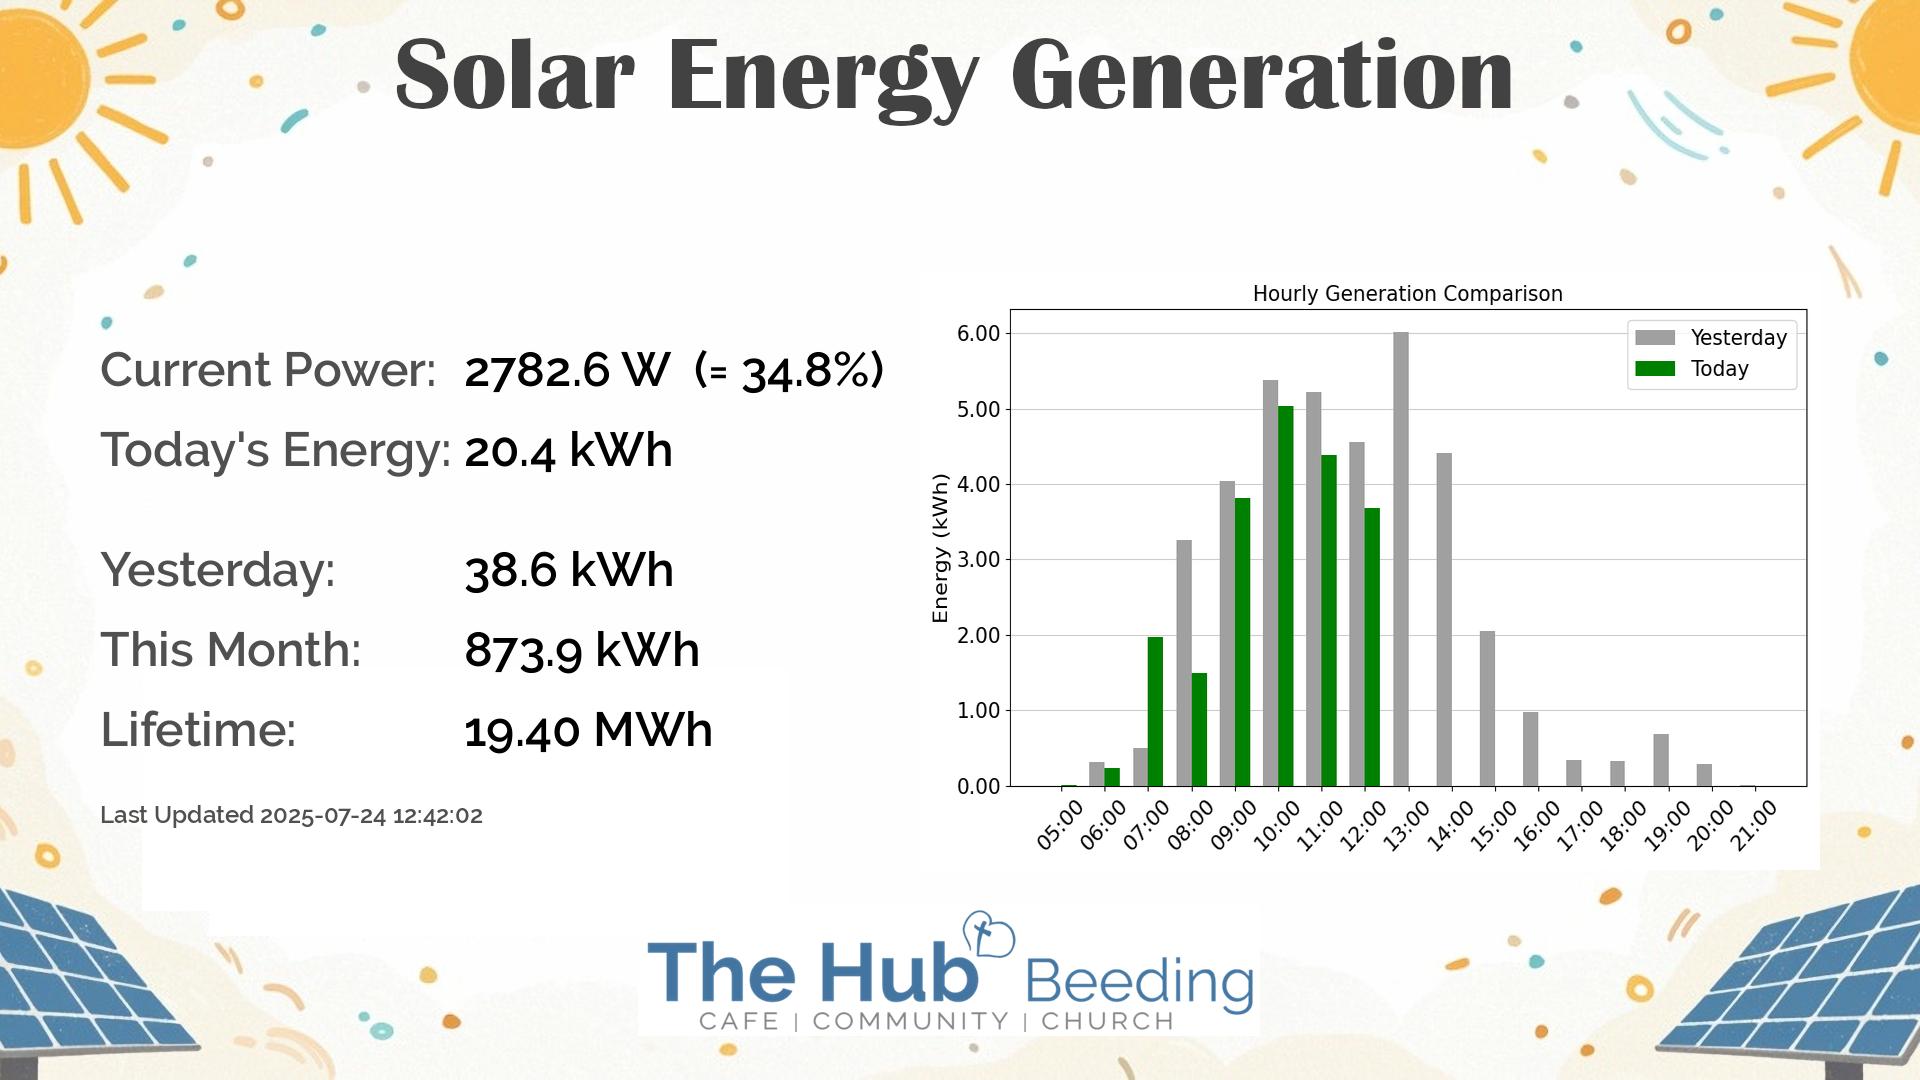 Solar Energy Generation
Current Power: 2782.6 W (= 34.8%)
Today's Energy: 20.4 kWh
Yesterday: 38.6 kWh
This Month: 873.9 kWh
Lifetime: 19.40 MWh
Last Updated 2025-07-24 12:42:02
Hourly Generation Comparison
Yesterday
Today
Energy (kWh)
6.00
5.00
4.00
3.00
2.00
1.00
0.00
05:00 06:00 07:00 08:00 09:00 10:00 11:00 12:00 13:00 14:00 15:00 16:00 17:00 18:00 19:00 20:00 21:00
The Hub Beeding
CAFE | COMMUNITY | CHURCH